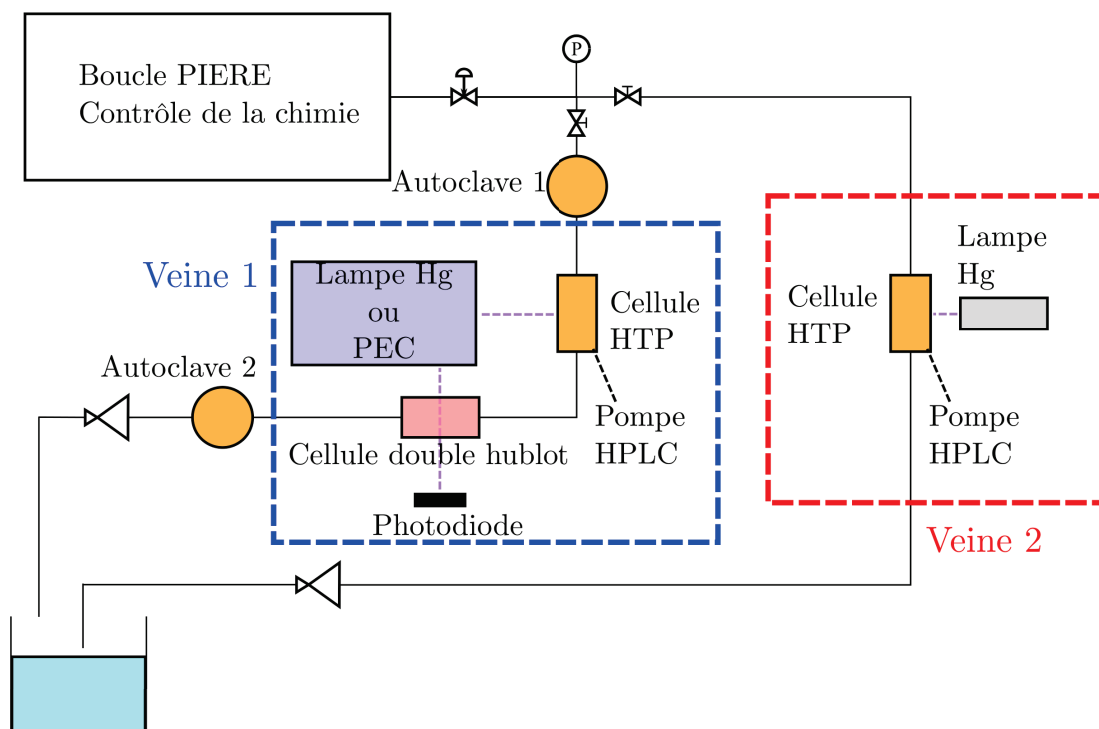 Boucle PIERE
Contrôle de la chimie
P
Autoclave 1
Veine 1
Lampe Hg
ou
PEC
Cellule
HTP
Pompe
HPLC
Autoclave 2
Cellule double hublot
Photodiode
Lampe
Hg
Cellule
HTP
Pompe
HPLC
Veine 2